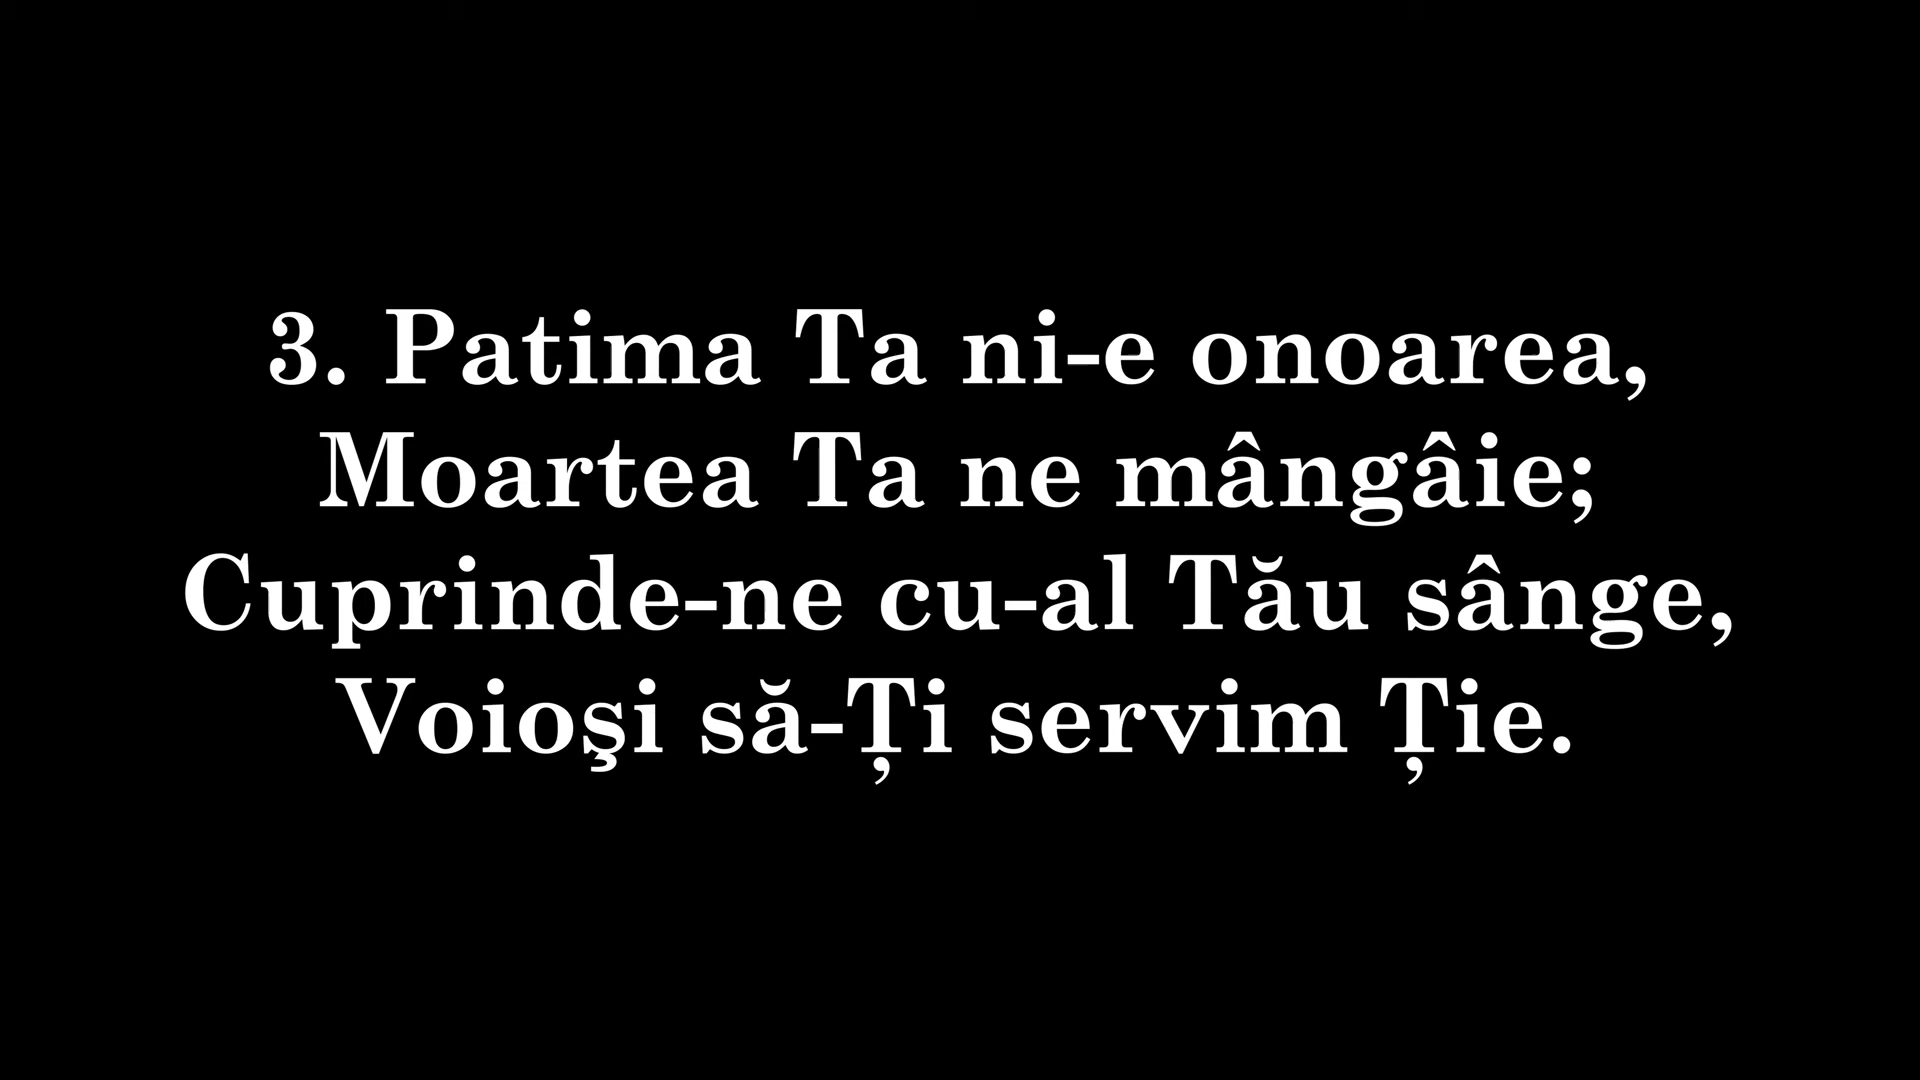 3. Patima Ta ni-e onoarea,
Moartea Ta ne mângâie;
Cuprinde-ne cu-al Tău sânge,
Voioşi să-Ți servim Ție.